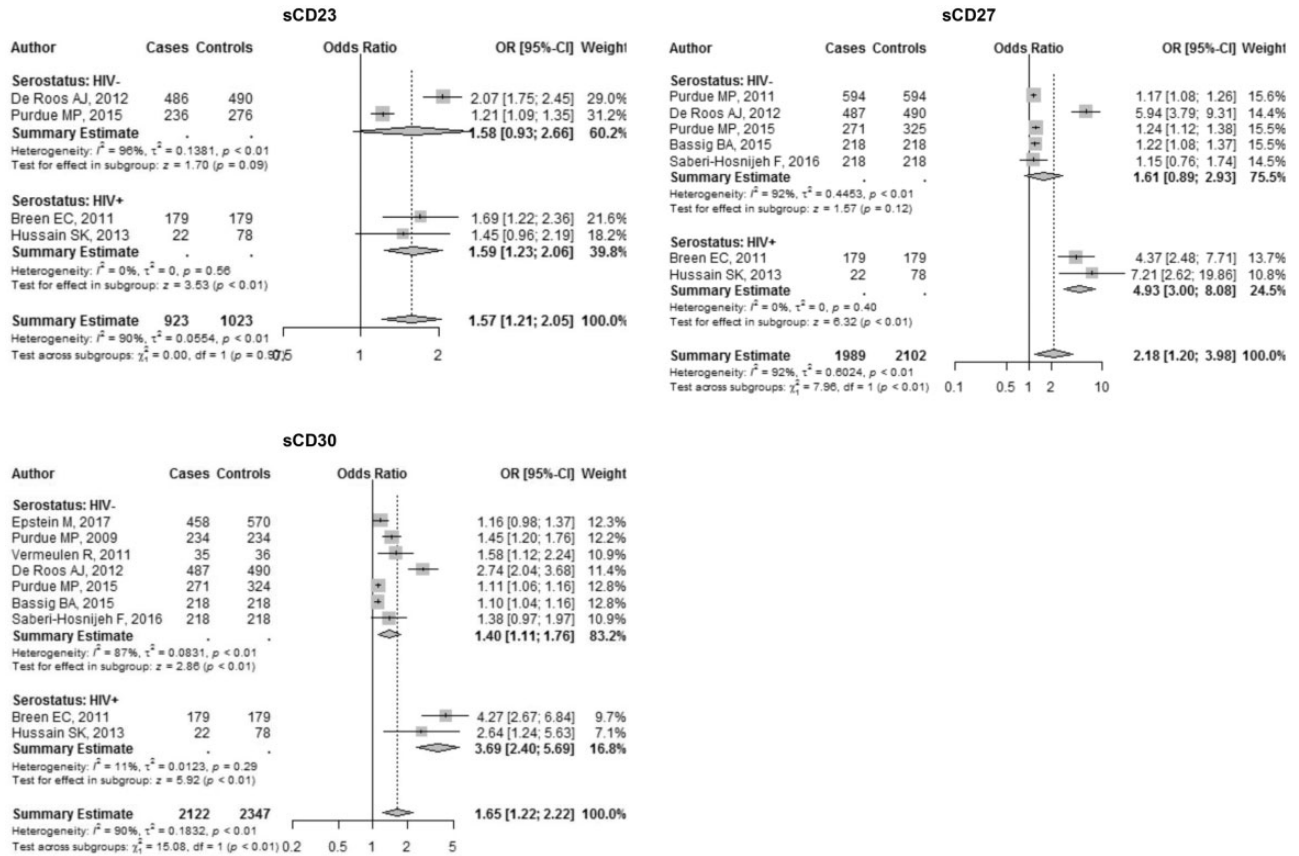 sCD23
Author Cases Controls Odds Ratio OR [95%-CI] Weight
Serostatus: HIV-
De Roos AJ, 2012 486 490 2.07 [1.75; 2.45] 29.0%
Purdue MP, 2015 236 276 1.21 [1.09; 1.35] 31.2%
Summary Estimate . . 1.58 [0.93; 2.66] 60.2%
Heterogeneity: I² = 96%, τ² = 0.1381, p < 0.01
Test for effect in subgroup: z = 1.70 (p = 0.09)
Serostatus: HIV+
Breen EC, 2011 179 179 1.69 [1.22; 2.36] 21.6%
Hussain SK, 2013 22 78 1.45 [0.96; 2.19] 18.2%
Summary Estimate . . 1.59 [1.23; 2.06] 39.8%
Heterogeneity: I² = 0%, τ² = 0, p = 0.56
Test for effect in subgroup: z = 3.53 (p < 0.01)
Summary Estimate 923 1023 1.57 [1.21; 2.05] 100.0%
Heterogeneity: I² = 90%, τ² = 0.0554, p < 0.01
Test across subgroups: χ²₁ = 0.00, df = 1 (p = 0.97)
0.5 1 2
sCD27
Author Cases Controls Odds Ratio OR [95%-CI] Weight
Serostatus: HIV-
Purdue MP, 2011 594 594 1.17 [1.08; 1.26] 15.6%
De Roos AJ, 2012 487 490 5.94 [3.79; 9.31] 14.4%
Purdue MP, 2015 271 325 1.24 [1.12; 1.38] 15.5%
Bassig BA, 2015 218 218 1.22 [1.08; 1.37] 15.5%
Saberi-Hosnijeh F, 2016 218 218 1.15 [0.76; 1.74] 14.5%
Summary Estimate . . 1.61 [0.89; 2.93] 75.5%
Heterogeneity: I² = 92%, τ² = 0.4453, p < 0.01
Test for effect in subgroup: z = 1.57 (p = 0.12)
Serostatus: HIV+
Breen EC, 2011 179 179 4.37 [2.48; 7.71] 13.7%
Hussain SK, 2013 22 78 7.21 [2.62; 19.86] 10.8%
Summary Estimate . . 4.93 [3.00; 8.08] 24.5%
Heterogeneity: I² = 0%, τ² = 0, p = 0.40
Test for effect in subgroup: z = 6.32 (p < 0.01)
Summary Estimate 1989 2102 2.18 [1.20; 3.98] 100.0%
Heterogeneity: I² = 92%, τ² = 0.6024, p < 0.01
Test across subgroups: χ²₁ = 7.96, df = 1 (p < 0.01)
0.1 0.5 1 2 10
sCD30
Author Cases Controls Odds Ratio OR [95%-CI] Weight
Serostatus: HIV-
Epstein M, 2017 458 570 1.16 [0.98; 1.37] 12.3%
Purdue MP, 2009 234 234 1.45 [1.20; 1.76] 12.2%
Vermeulen R, 2011 35 36 1.58 [1.12; 2.24] 10.9%
De Roos AJ, 2012 487 490 2.74 [2.04; 3.68] 11.4%
Purdue MP, 2015 271 324 1.11 [1.06; 1.16] 12.8%
Bassig BA, 2015 218 218 1.10 [1.04; 1.16] 12.8%
Saberi-Hosnijeh F, 2016 218 218 1.38 [0.97; 1.97] 10.9%
Summary Estimate . . 1.40 [1.11; 1.76] 83.2%
Heterogeneity: I² = 87%, τ² = 0.0831, p < 0.01
Test for effect in subgroup: z = 2.86 (p < 0.01)
Serostatus: HIV+
Breen EC, 2011 179 179 4.27 [2.67; 6.84] 9.7%
Hussain SK, 2013 22 78 2.64 [1.24; 5.63] 7.1%
Summary Estimate . . 3.69 [2.40; 5.69] 16.8%
Heterogeneity: I² = 11%, τ² = 0.0123, p = 0.29
Test for effect in subgroup: z = 5.92 (p < 0.01)
Summary Estimate 2122 2347 1.65 [1.22; 2.22] 100.0%
Heterogeneity: I² = 90%, τ² = 0.1832, p < 0.01
Test across subgroups: χ²₁ = 15.08, df = 1 (p < 0.01)
0.2 0.5 1 2 5